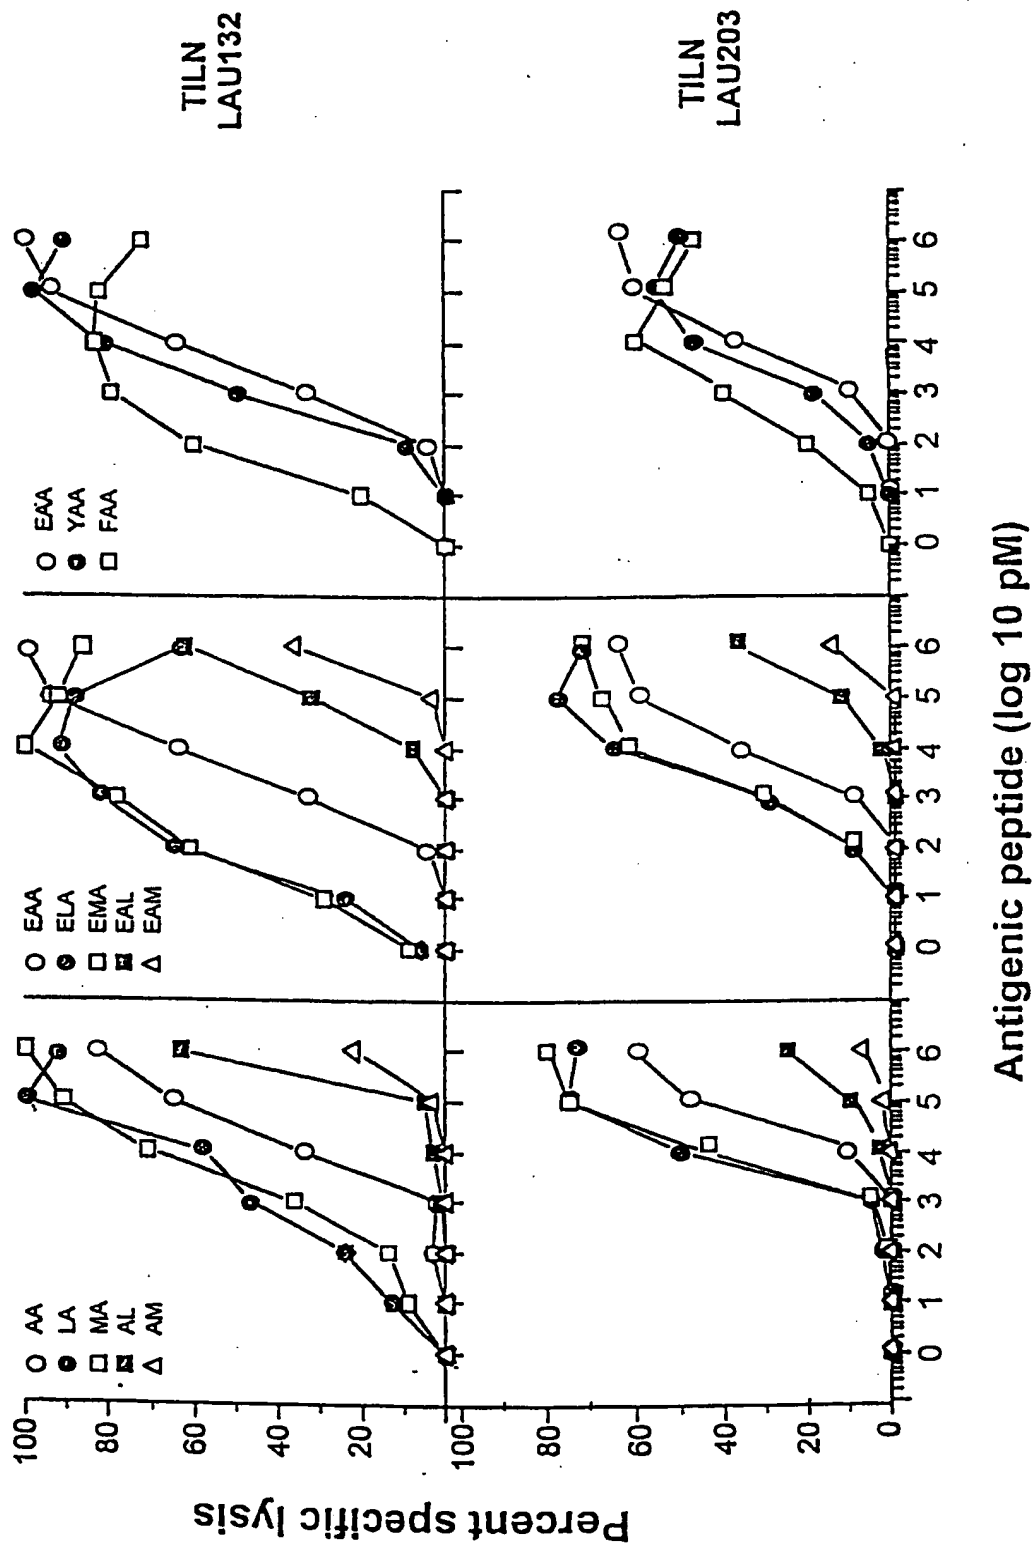 TILN
LAU132
TILN
LAU203
Percent specific lysis
100
80
60
40
20
100
80
60
40
20
0
AA
LA
MA
AL
AM
EAA
ELA
EMA
EAL
EAM
EAA
YAA
FAA
0 1 2 3 4 5 6
0 1 2 3 4 5 6
0 1 2 3 4 5 6
Antigenic peptide (log 10 pM)